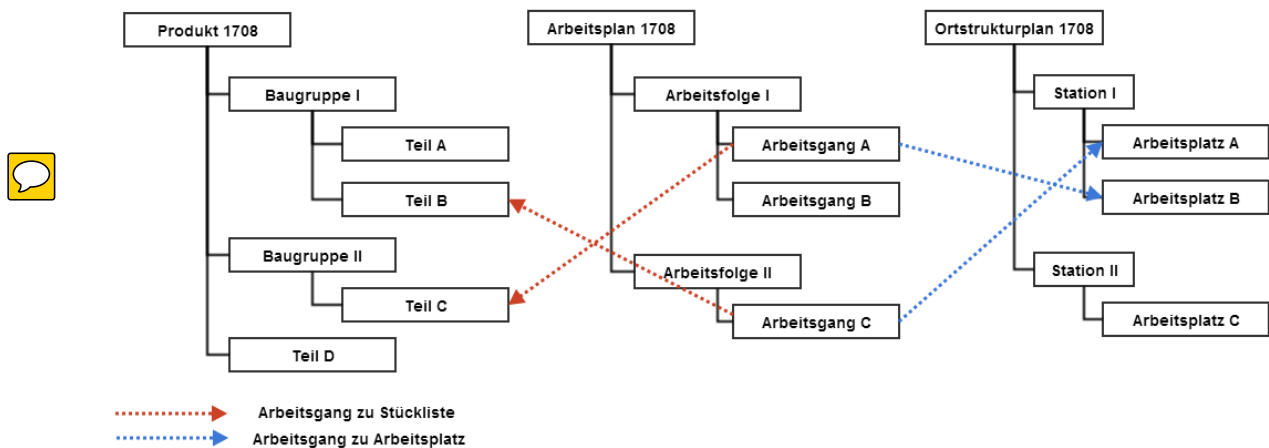 Produkt 1708
Baugruppe I
Teil A
Teil B
Baugruppe II
Teil C
Teil D
Arbeitsplan 1708
Arbeitsfolge I
Arbeitsgang A
Arbeitsgang B
Arbeitsfolge II
Arbeitsgang C
Ortstrukturplan 1708
Station I
Arbeitsplatz A
Arbeitsplatz B
Station II
Arbeitsplatz C
Arbeitsgang zu Stückliste
Arbeitsgang zu Arbeitsplatz